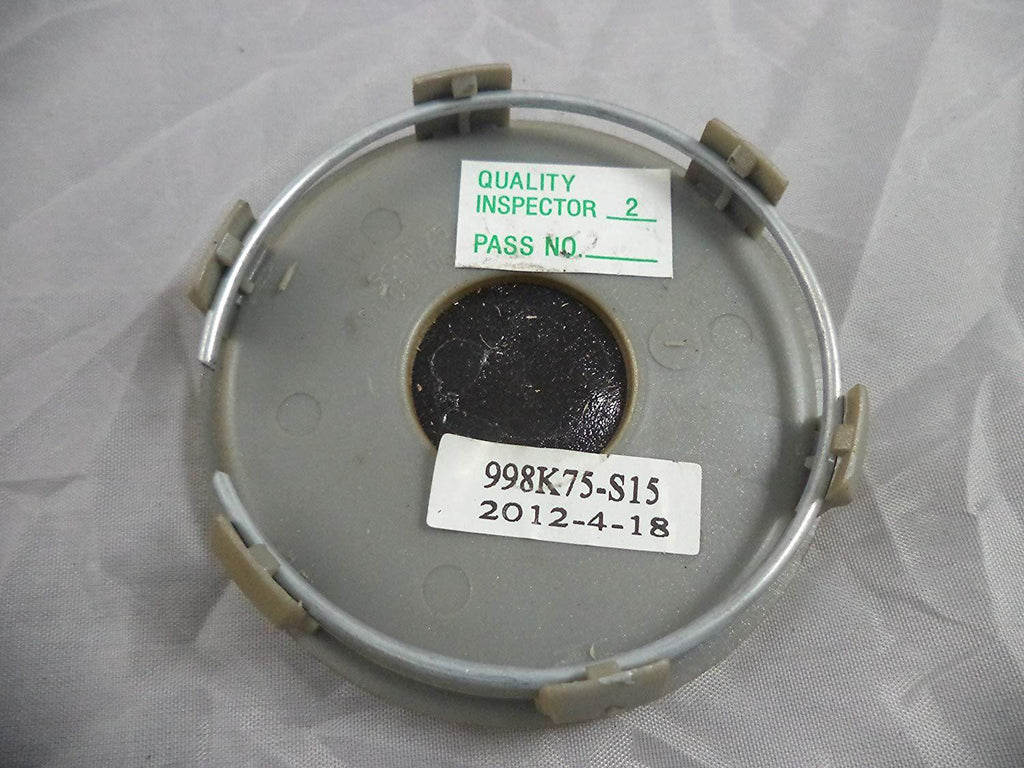 QUALITY
INSPECTOR 2
PASS NO.
998K75-S15
2012-4-18